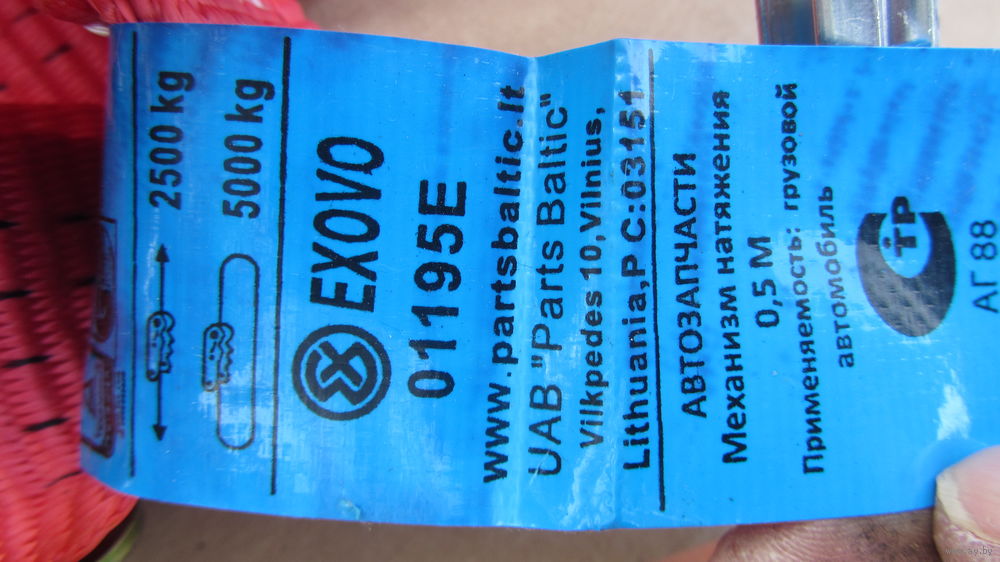 2500 kg
5000 kg
EXOVO
01195E
www.partsbaltic.lt
UAB "Parts Baltic"
Vilkpedes 10, Vilnius,
Lithuania, P C:03151
АВТОЗАПЧАСТИ
Механизм натяжения
0,5 М
Применяемость: грузовой
автомобиль
ТР
АГ 88